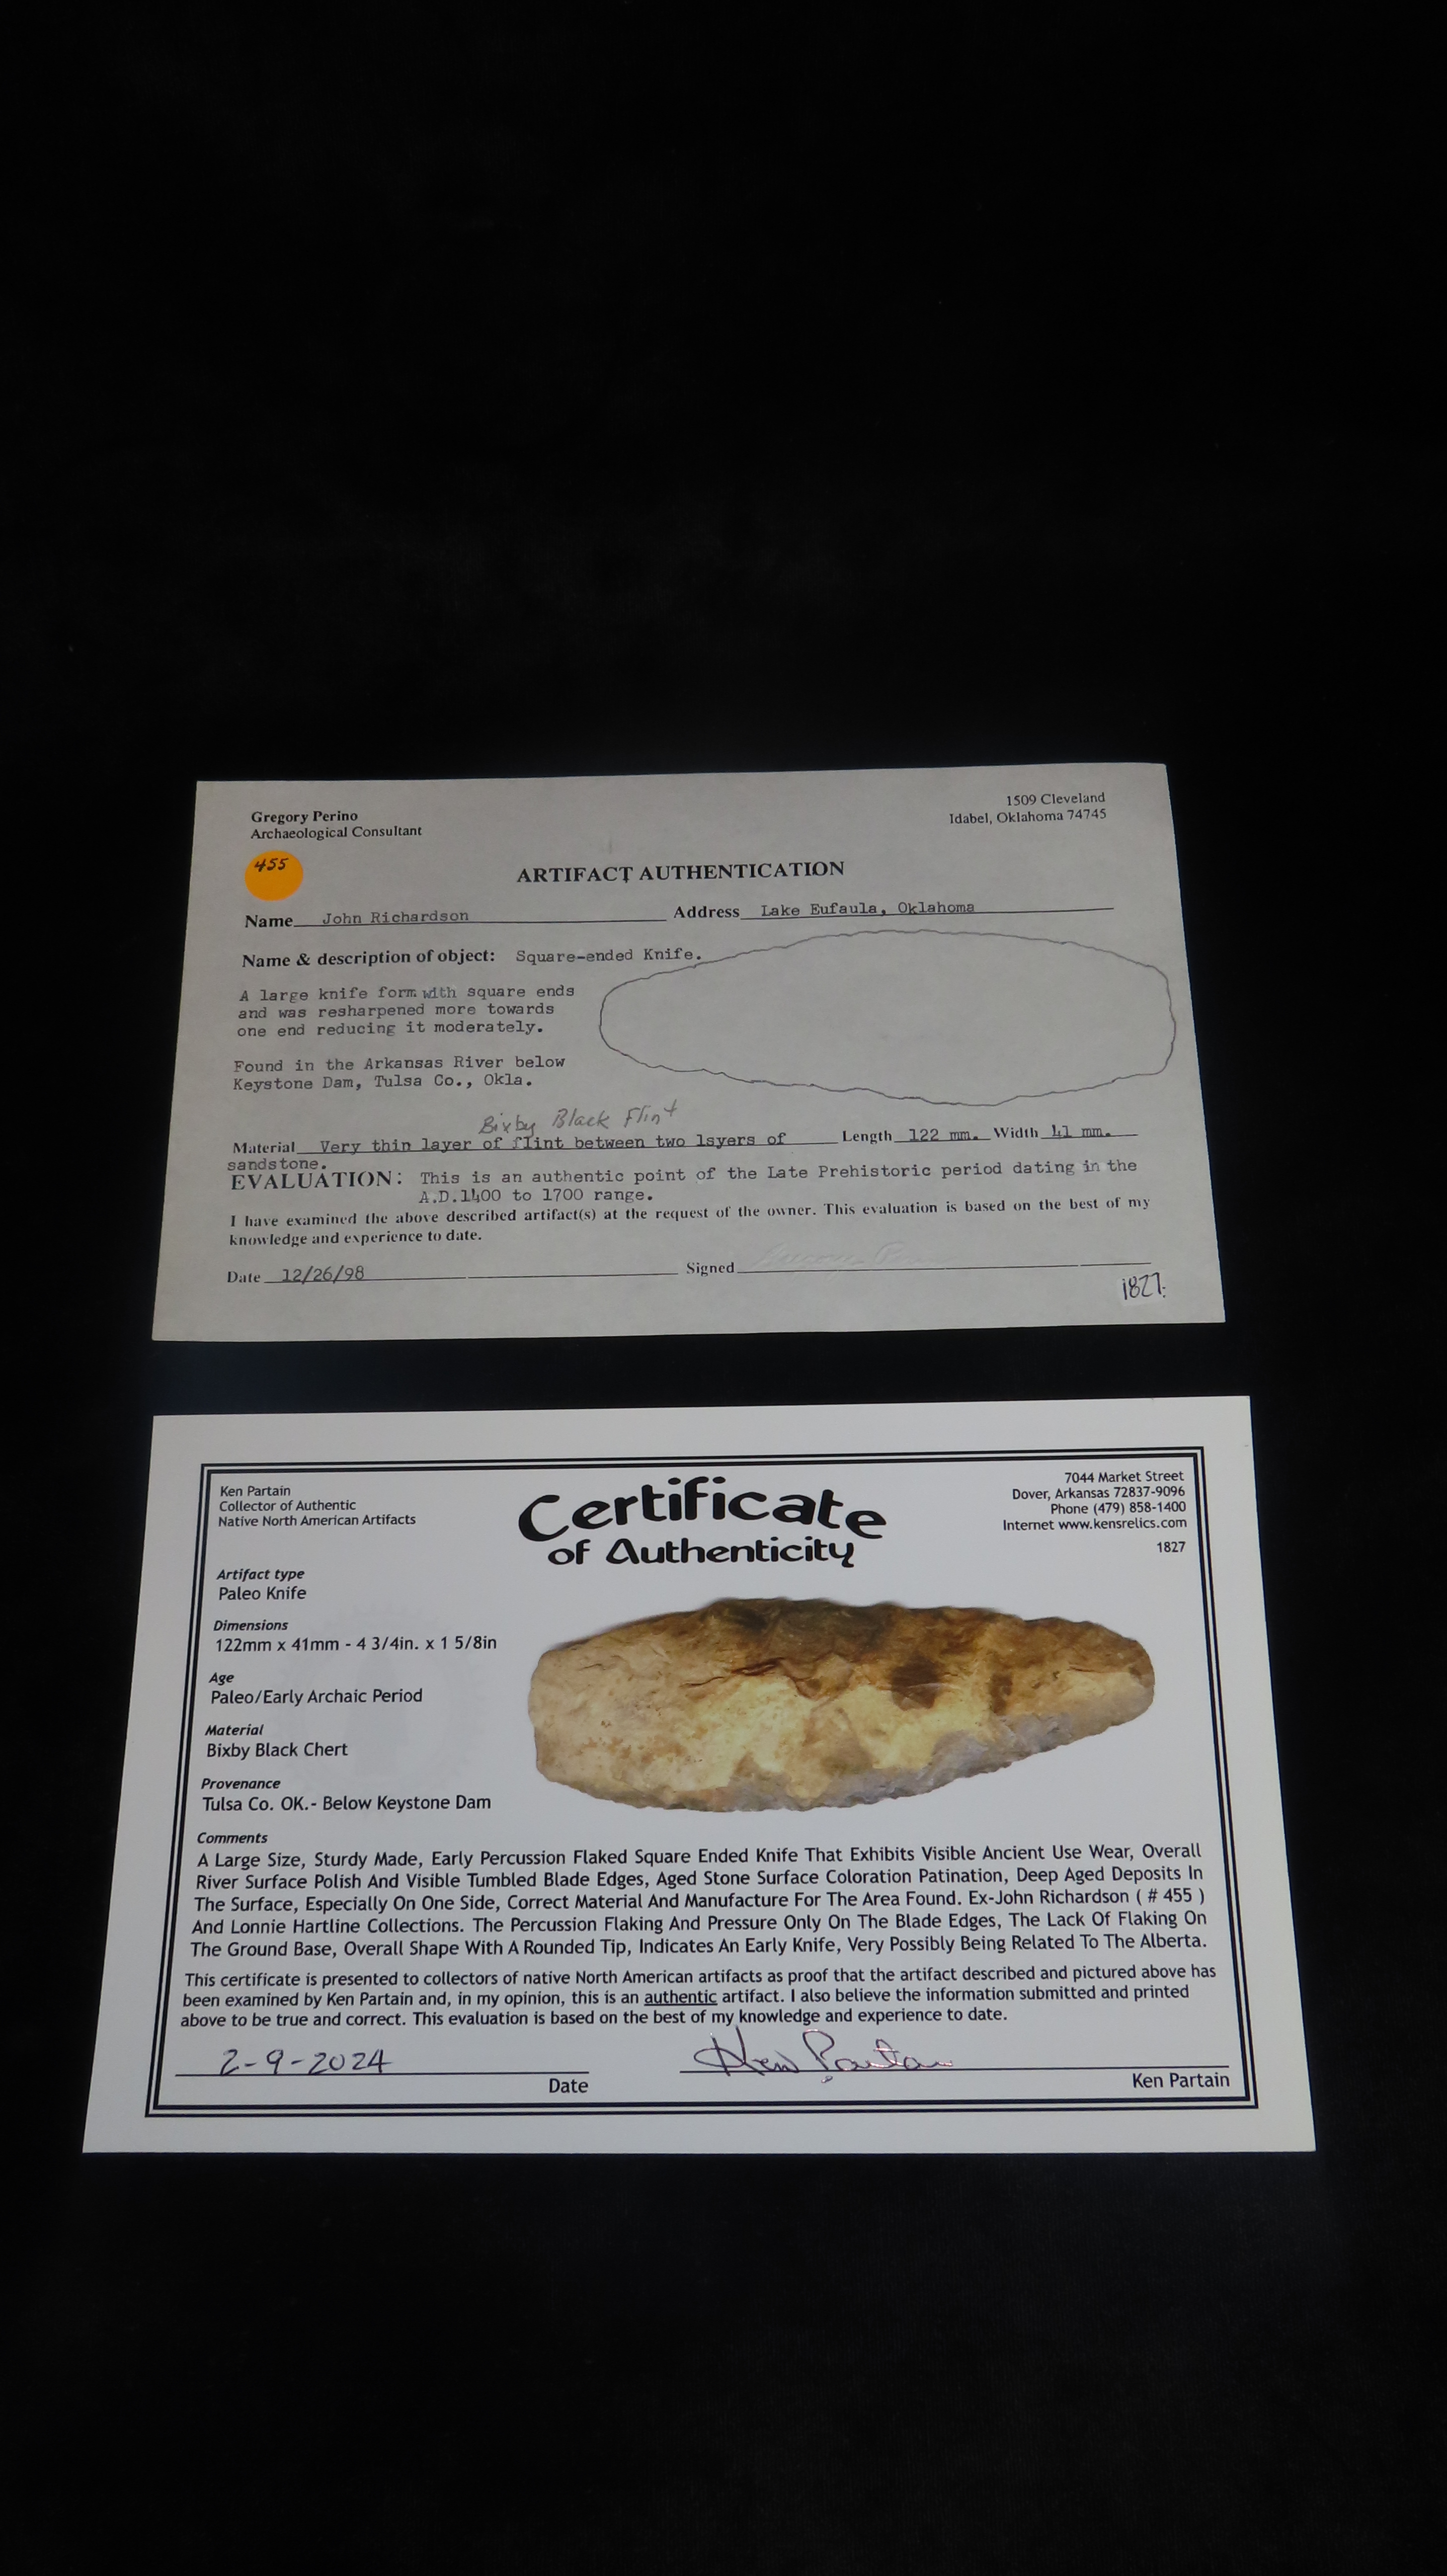 Gregory Perino
Archaeological Consultant
1509 Cleveland
Idabel, Oklahoma 74745
455
ARTIFACT AUTHENTICATION
Name John Richardson Address Lake Eufaula, Oklahoma
Name & description of object: Square-ended Knife.
A large knife form with square ends
and was resharpened more towards
one end reducing it moderately.
Found in the Arkansas River below
Keystone Dam, Tulsa Co., Okla.
Bixby Black Flint
Material Very thin layer of flint between two lsyers of Length 122 mm. Width 41 mm.
sandstone.
EVALUATION: This is an authentic point of the Late Prehistoric period dating in the
A.D.1400 to 1700 range.
I have examined the above described artifact(s) at the request of the owner. This evaluation is based on the best of my
knowledge and experience to date.
Date 12/26/98 Signed
1827.
Ken Partain
Collector of Authentic
Native North American Artifacts
Certificate
of Authenticity
7044 Market Street
Dover, Arkansas 72837-9096
Phone (479) 858-1400
Internet www.kensrelics.com
1827
Artifact type
Paleo Knife
Dimensions
122mm x 41mm - 4 3/4in. x 1 5/8in
Age
Paleo/Early Archaic Period
Material
Bixby Black Chert
Provenance
Tulsa Co. OK.- Below Keystone Dam
Comments
A Large Size, Sturdy Made, Early Percussion Flaked Square Ended Knife That Exhibits Visible Ancient Use Wear, Overall
River Surface Polish And Visible Tumbled Blade Edges, Aged Stone Surface Coloration Patination, Deep Aged Deposits In
The Surface, Especially On One Side, Correct Material And Manufacture For The Area Found. Ex-John Richardson ( # 455 )
And Lonnie Hartline Collections. The Percussion Flaking And Pressure Only On The Blade Edges, The Lack Of Flaking On
The Ground Base, Overall Shape With A Rounded Tip, Indicates An Early Knife, Very Possibly Being Related To The Alberta.
This certificate is presented to collectors of native North American artifacts as proof that the artifact described and pictured above has
been examined by Ken Partain and, in my opinion, this is an authentic artifact. I also believe the information submitted and printed
above to be true and correct. This evaluation is based on the best of my knowledge and experience to date.
2-9-2024 Ken Partain
Date Ken Partain